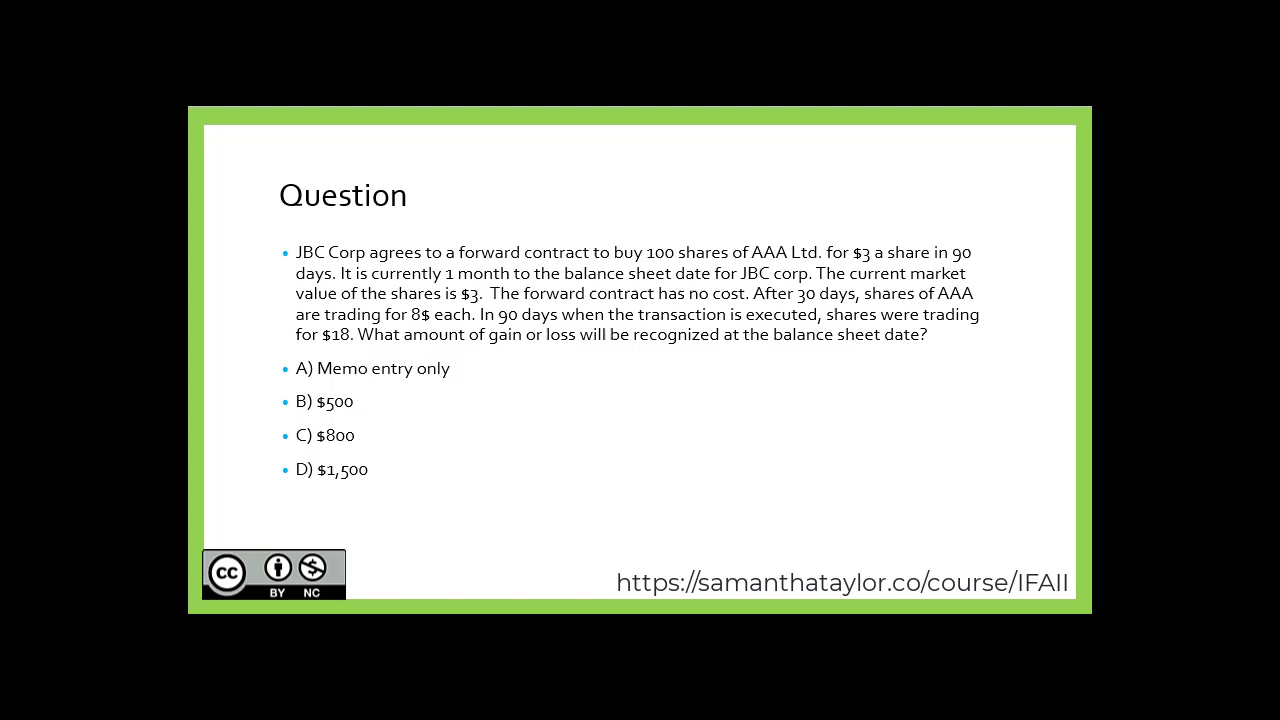 Question
• JBC Corp agrees to a forward contract to buy 100 shares of AAA Ltd. for $3 a share in 90
days. It is currently 1 month to the balance sheet date for JBC corp. The current market
value of the shares is $3.  The forward contract has no cost. After 30 days, shares of AAA
are trading for 8$ each. In 90 days when the transaction is executed, shares were trading
for $18. What amount of gain or loss will be recognized at the balance sheet date?
• A) Memo entry only
• B) $500
• C) $800
• D) $1,500
cc
BY NC
https://samanthataylor.co/course/IFAII